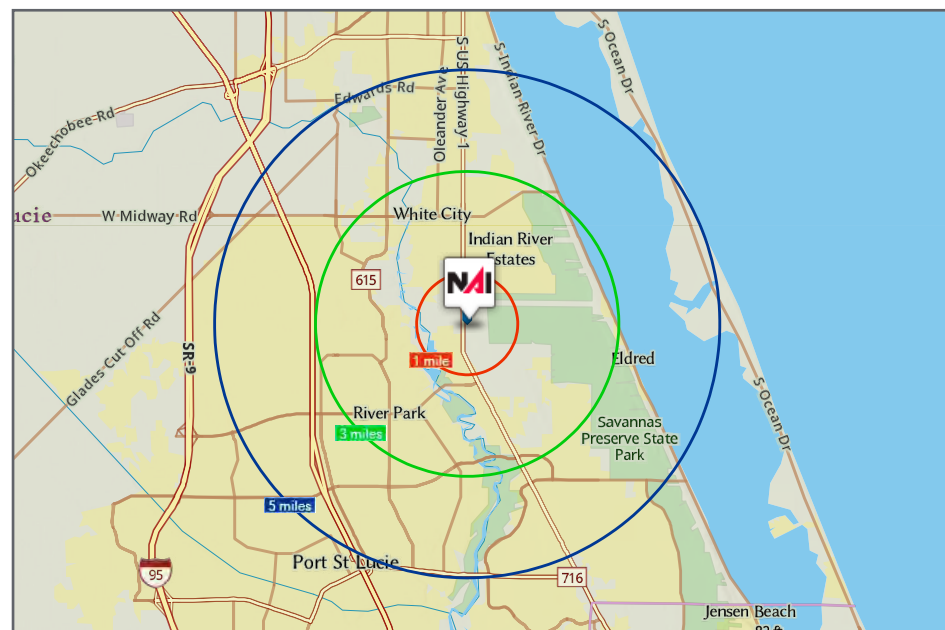 S Ocean Dr
S US Highway 1
S Indian River Dr
Oleander Ave
Edwards Rd
Okeechobee Rd
ucie
W Midway Rd
White City
Indian River
Estates
615
NAI
Glades Cut Off Rd
SR-9
1 mile
Eldred
S Ocean Dr
River Park
3 miles
Savannas
Preserve State
Park
5 miles
Port St Lucie
95
716
Jensen Beach